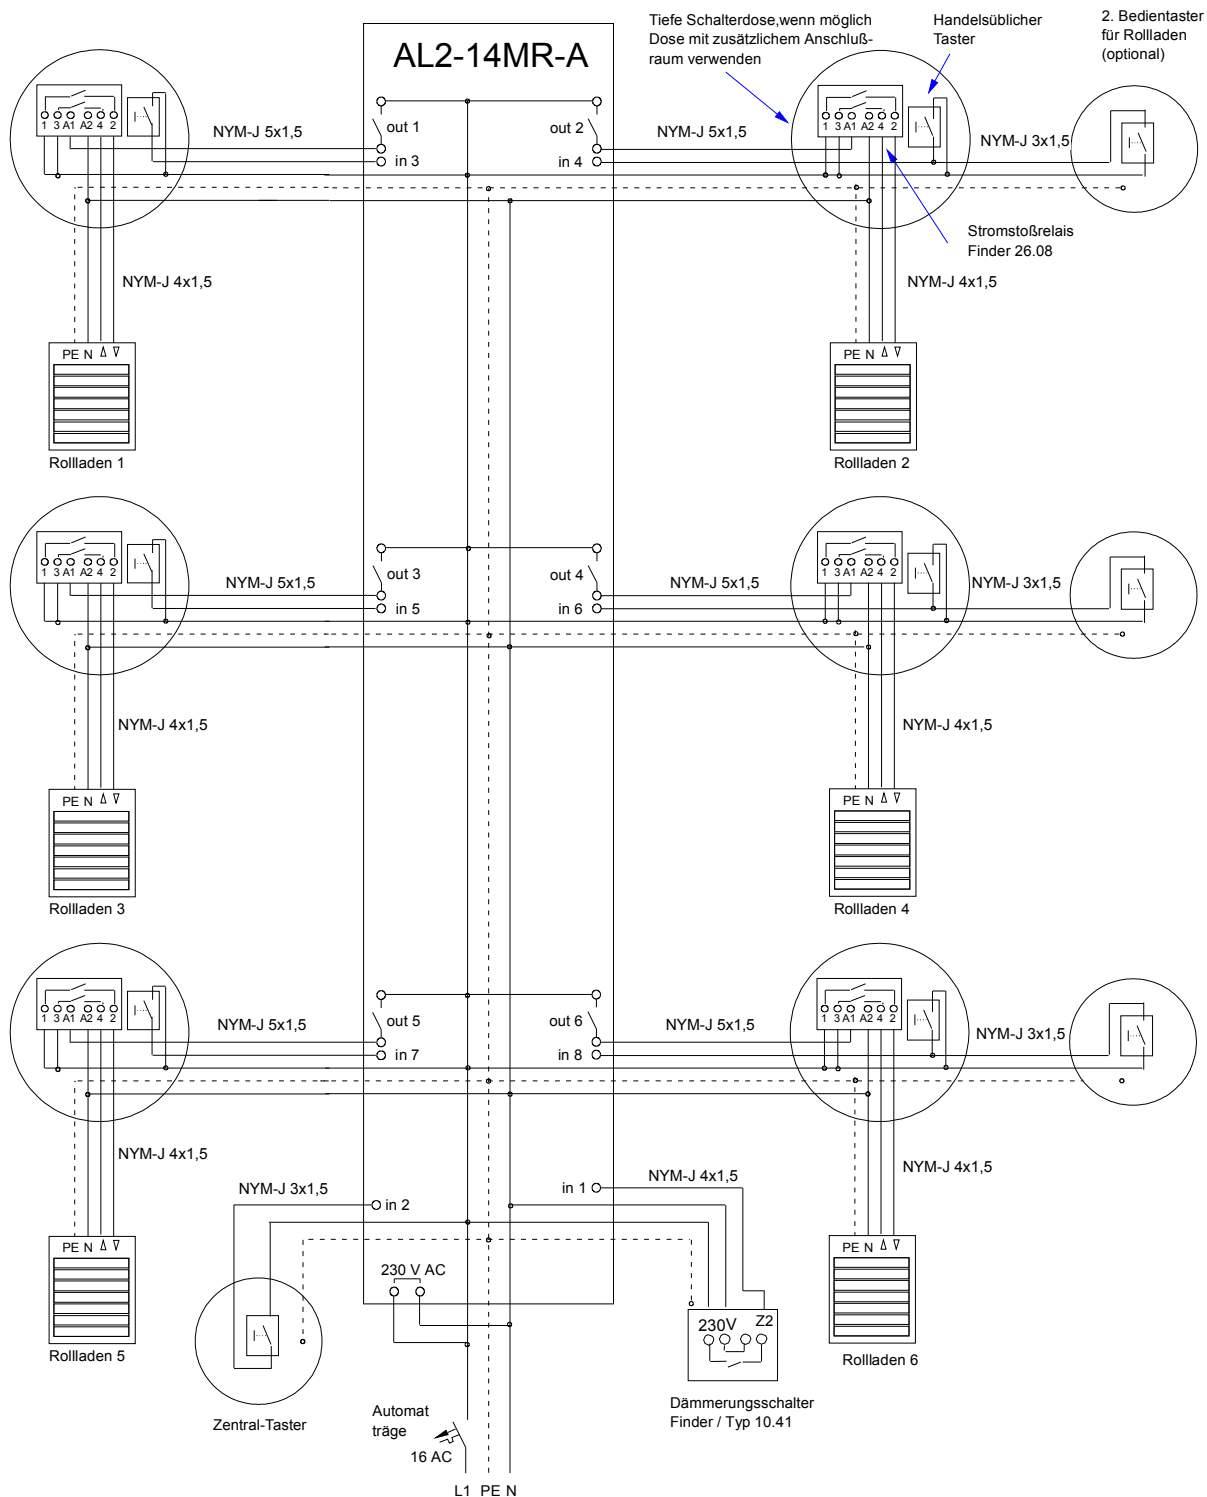 Tiefe Schalterdose,wenn möglich
Dose mit zusätzlichem Anschluß-
raum verwenden
Handelsüblicher
Taster
2. Bedientaster
für Rollladen
(optional)
AL2-14MR-A
1 3 A1 A2 4 2
NYM-J 5x1,5
out 1
in 3
out 2
in 4
NYM-J 5x1,5
1 3 A1 A2 4 2
NYM-J 3x1,5
Stromstoßrelais
Finder 26.08
NYM-J 4x1,5
NYM-J 4x1,5
PE N
Rollladen 1
PE N
Rollladen 2
1 3 A1 A2 4 2
NYM-J 5x1,5
out 3
in 5
out 4
in 6
NYM-J 5x1,5
1 3 A1 A2 4 2
NYM-J 3x1,5
NYM-J 4x1,5
NYM-J 4x1,5
PE N
Rollladen 3
PE N
Rollladen 4
1 3 A1 A2 4 2
NYM-J 5x1,5
out 5
in 7
out 6
in 8
NYM-J 5x1,5
1 3 A1 A2 4 2
NYM-J 3x1,5
NYM-J 4x1,5
NYM-J 4x1,5
NYM-J 3x1,5
in 2
in 1
NYM-J 4x1,5
PE N
Rollladen 5
PE N
Rollladen 6
230 V AC
230V
Z2
Zentral-Taster
Dämmerungsschalter
Finder / Typ 10.41
Automat
träge
16 AC
L1 PE N